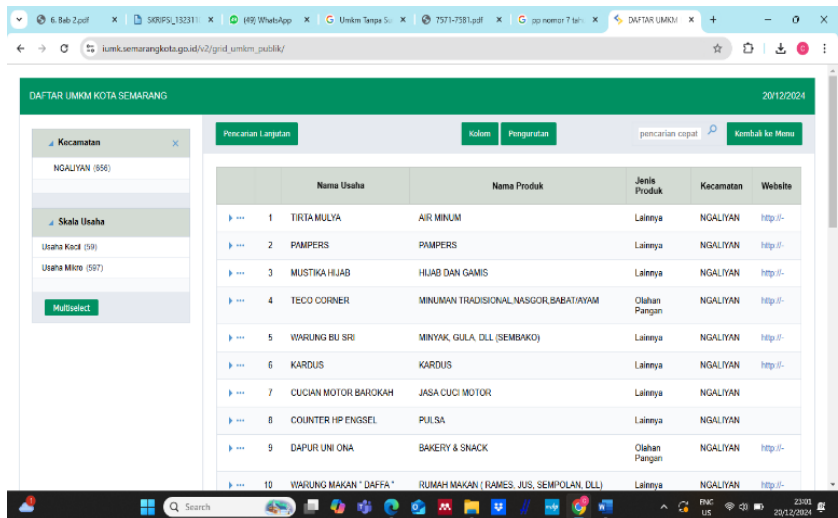 6. Bab 2.pdf
SKRIPSI_132311
(49) WhatsApp
Umkm Tanpa Su
7571-7581.pdf
pp nomor 7 tah
DAFTAR UMKM
iumk.semarangkota.go.id/v2/grid_umkm_publik/
DAFTAR UMKM KOTA SEMARANG 20/12/2024
Pencarian Lanjutan Kolom Pengurutan pencarian cepat Kembali ke Menu
Kecamatan
NGALIYAN (656)
Skala Usaha
Usaha Kecil (59)
Usaha Mikro (597)
Multiselect
Nama Usaha Nama Produk Jenis Produk Kecamatan Website
1 TIRTA MULYA AIR MINUM Lainnya NGALIYAN http://-
2 PAMPERS PAMPERS Lainnya NGALIYAN http://-
3 MUSTIKA HIJAB HIJAB DAN GAMIS Lainnya NGALIYAN http://-
4 TECO CORNER MINUMAN TRADISIONAL,NASGOR,BABAT/AYAM Olahan Pangan NGALIYAN http://-
5 WARUNG BU SRI MINYAK, GULA, DLL (SEMBAKO) Lainnya NGALIYAN http://-
6 KARDUS KARDUS Lainnya NGALIYAN http://-
7 CUCIAN MOTOR BAROKAH JASA CUCI MOTOR Lainnya NGALIYAN
8 COUNTER HP ENGSEL PULSA Lainnya NGALIYAN
9 DAPUR UNI ONA BAKERY & SNACK Olahan Pangan NGALIYAN http://-
10 WARUNG MAKAN " DAFFA " RUMAH MAKAN ( RAMES, JUS, SEMPOLAN, DLL) Lainnya NGALIYAN http://-
Search
ENG
US
23:01
20/12/2024